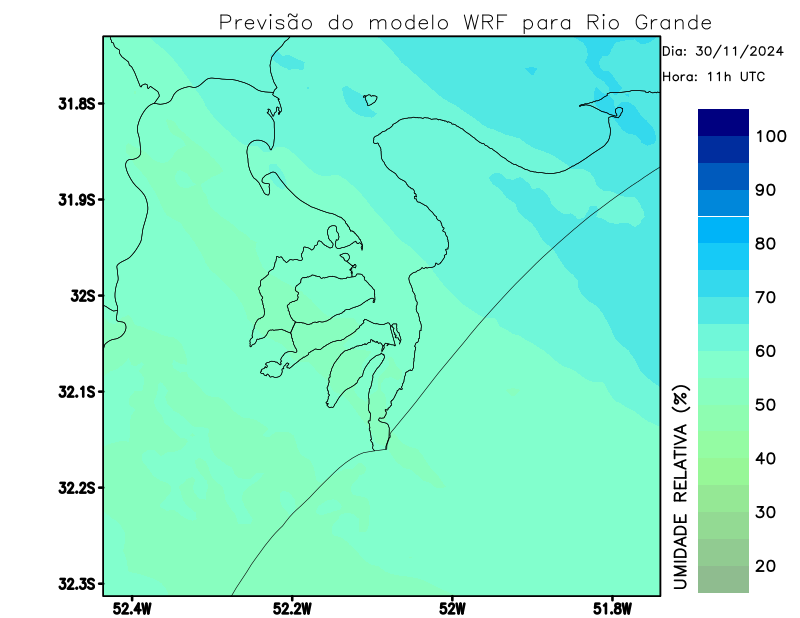 Previsão do modelo WRF para Rio Grande
Dia: 30/11/2024
Hora: 11h UTC
31.8S
31.9S
32S
32.1S
32.2S
32.3S
52.4W
52.2W
52W
51.8W
100
90
80
70
60
50
40
30
20
UMIDADE RELATIVA (%)